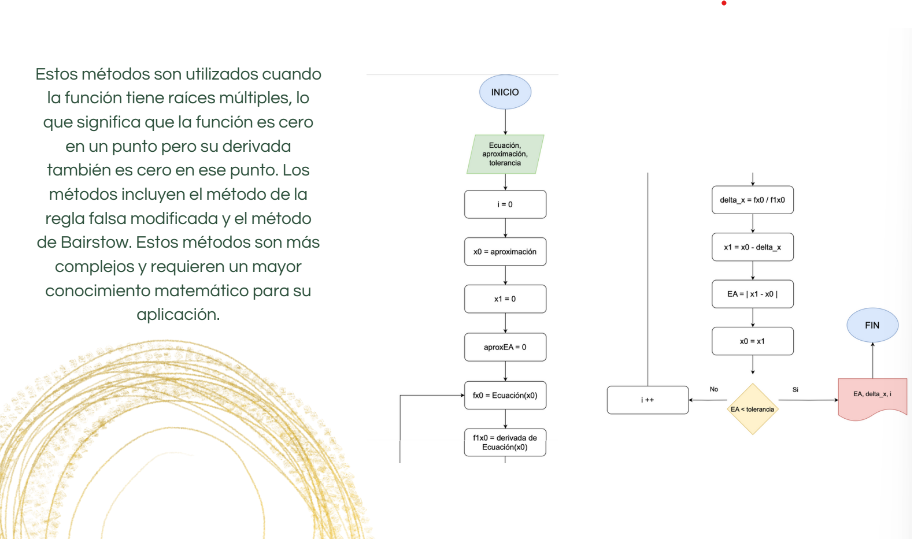 Estos métodos son utilizados cuando
la función tiene raíces múltiples, lo
que significa que la función es cero
en un punto pero su derivada
también es cero en ese punto. Los
métodos incluyen el método de la
regla falsa modificada y el método
de Bairstow. Estos métodos son más
complejos y requieren un mayor
conocimiento matemático para su
aplicación.
INICIO
Ecuación,
aproximación,
tolerancia
i = 0
x0 = aproximación
x1 = 0
aproxEA = 0
fx0 = Ecuación(x0)
f1x0 = derivada de
Ecuación(x0)
delta_x = fx0 / f1x0
x1 = x0 - delta_x
EA = | x1 - x0 |
x0 = x1
EA < tolerancia
No
i ++
Si
EA, delta_x, i
FIN